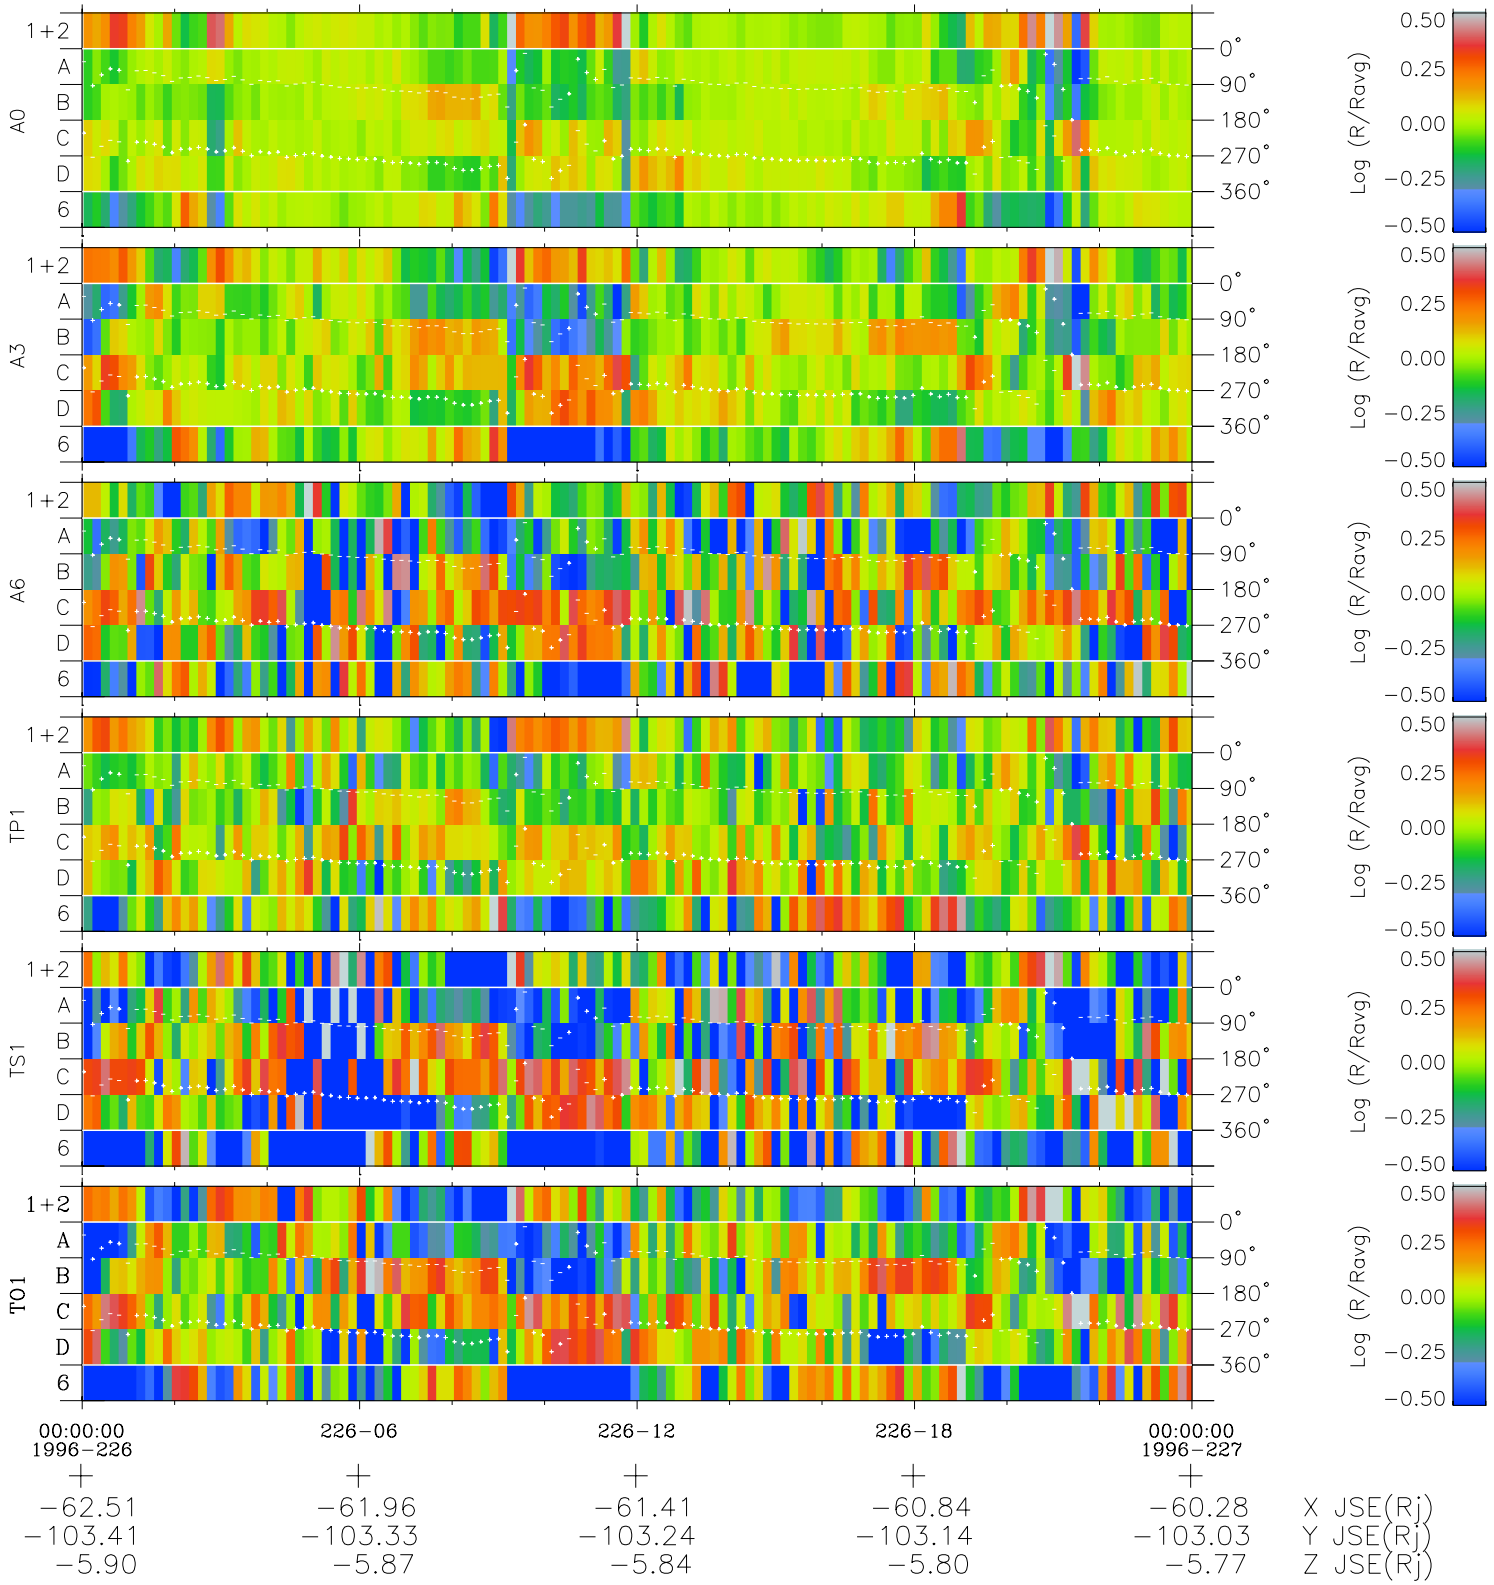 A0
1+2
A
B
C
D
6
0°
90°
180°
270°
360°
Log (R/Ravg)
0.50
0.25
0.00
−0.25
−0.50
A3
1+2
A
B
C
D
6
0°
90°
180°
270°
360°
Log (R/Ravg)
0.50
0.25
0.00
−0.25
−0.50
A6
1+2
A
B
C
D
6
0°
90°
180°
270°
360°
Log (R/Ravg)
0.50
0.25
0.00
−0.25
−0.50
TP1
1+2
A
B
C
D
6
0°
90°
180°
270°
360°
Log (R/Ravg)
0.50
0.25
0.00
−0.25
−0.50
TS1
1+2
A
B
C
D
6
0°
90°
180°
270°
360°
Log (R/Ravg)
0.50
0.25
0.00
−0.25
−0.50
TO1
1+2
A
B
C
D
6
0°
90°
180°
270°
360°
Log (R/Ravg)
0.50
0.25
0.00
−0.25
−0.50
00:00:00 226−06 226−12 226−18 00:00:00
1996−226 1996−227
−62.51 −61.96 −61.41 −60.84 −60.28 X JSE(Rj)
−103.41 −103.33 −103.24 −103.14 −103.03 Y JSE(Rj)
−5.90 −5.87 −5.84 −5.80 −5.77 Z JSE(Rj)